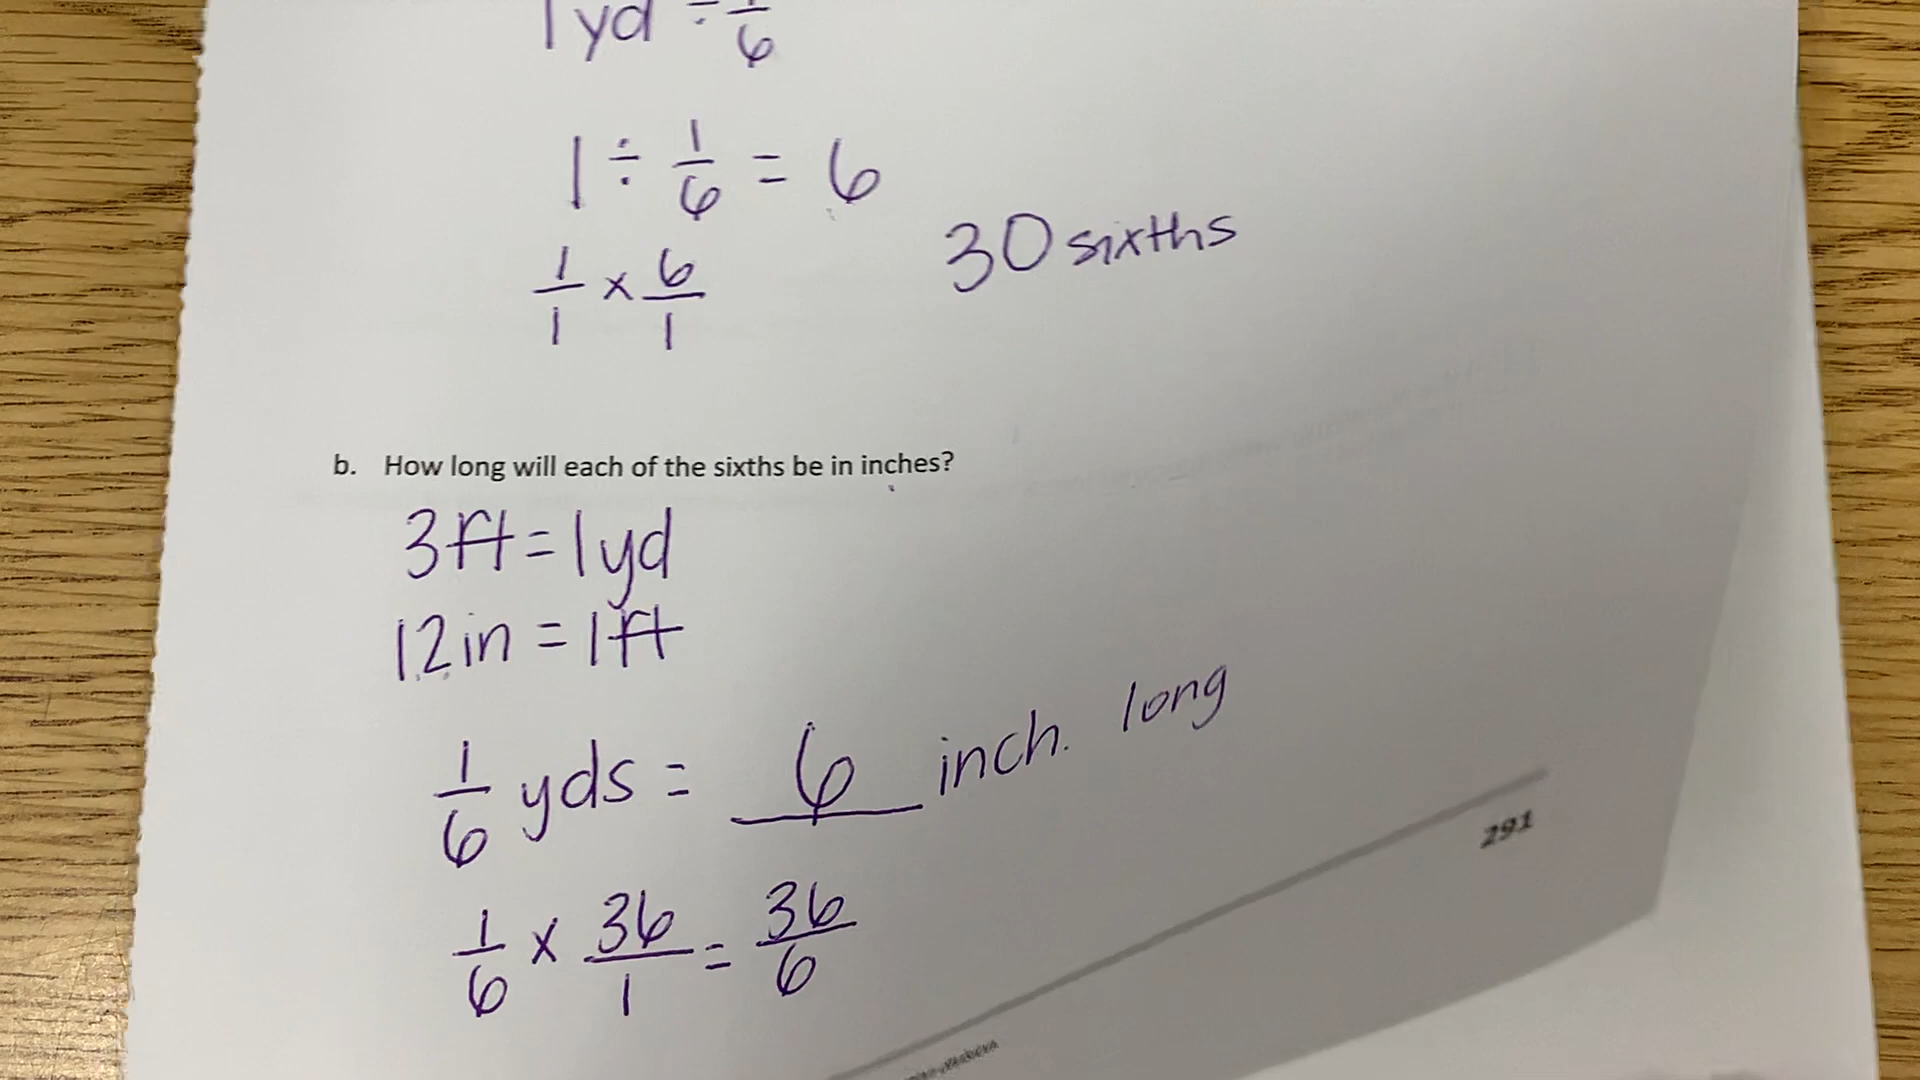 1yd ÷ 1/6
1 ÷ 1/6 = 6
30 sixths
1/1 x 6/1
b. How long will each of the sixths be in inches?
3ft = 1yd
12in = 1ft
1/6 yds = 6 inch. long
291
1/6 x 36/1 = 36/6